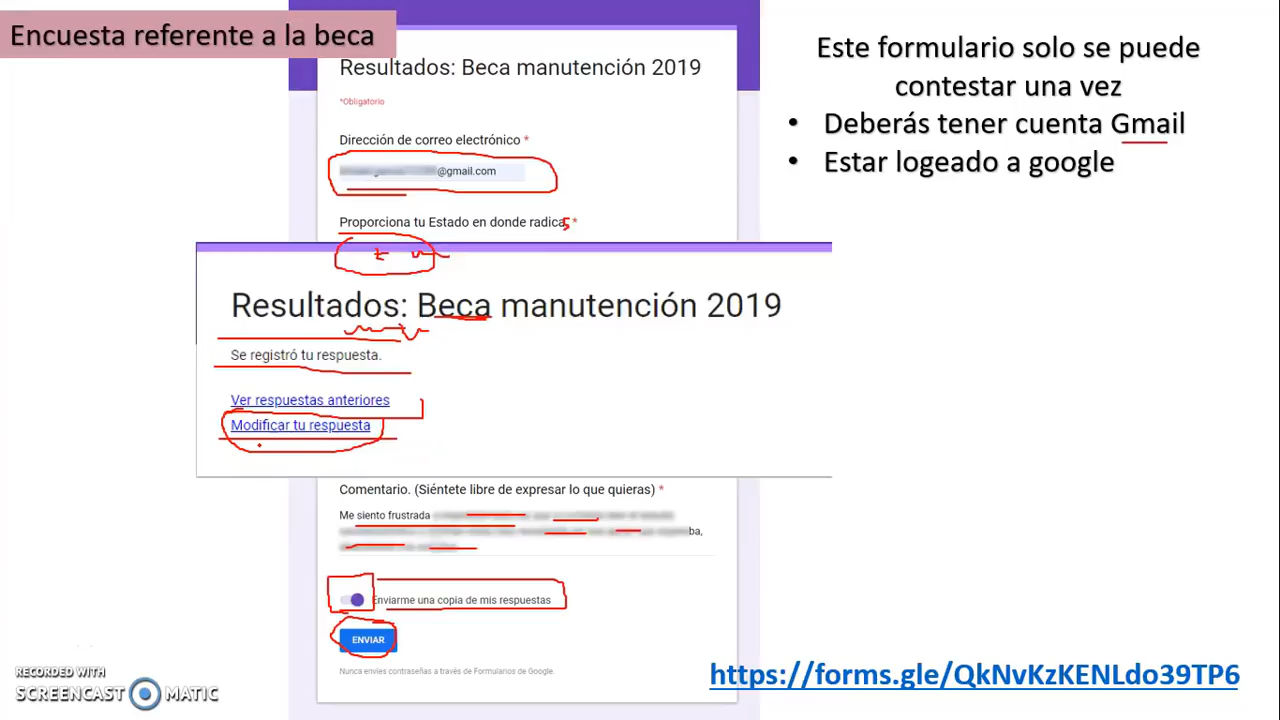 Encuesta referente a la beca
Resultados: Beca manutención 2019
*Obligatorio
Dirección de correo electrónico *
@gmail.com
Proporciona tu Estado en donde radicas *
Resultados: Beca manutención 2019
Se registró tu respuesta.
Ver respuestas anteriores
Modificar tu respuesta
Comentario. (Siéntete libre de expresar lo que quieras) *
Me siento frustrada
ba,
Enviarme una copia de mis respuestas
ENVIAR
Nunca envíes contraseñas a través de Formularios de Google.
Este formulario solo se puede
contestar una vez
• Deberás tener cuenta Gmail
• Estar logeado a google
https://forms.gle/QkNvKzKENLdo39TP6
RECORDED WITH
SCREENCAST MATIC